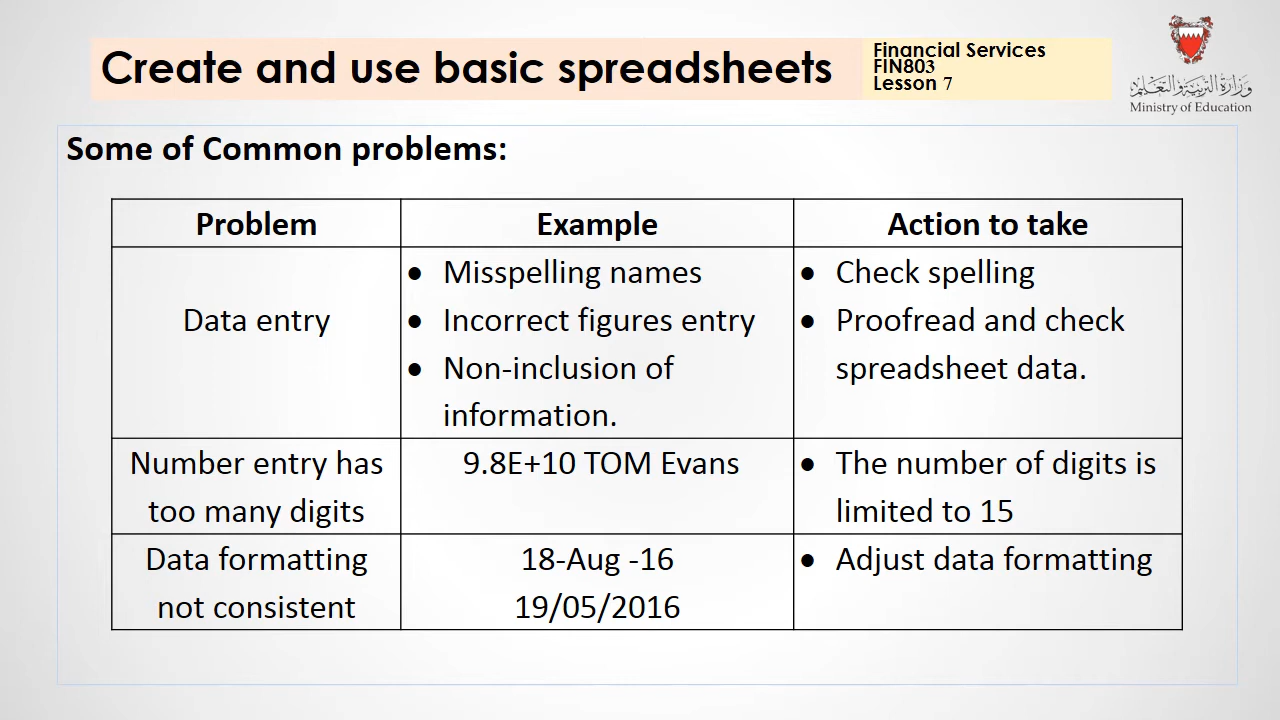 Create and use basic spreadsheets
Financial Services
FIN803
Lesson 7
وزارة التربية والتعليم
Ministry of Education
Some of Common problems:
Problem
Example
Action to take
Data entry
● Misspelling names
● Incorrect figures entry
● Non-inclusion of
information.
● Check spelling
● Proofread and check
spreadsheet data.
Number entry has
too many digits
9.8E+10 TOM Evans
● The number of digits is
limited to 15
Data formatting
not consistent
18-Aug -16
19/05/2016
● Adjust data formatting